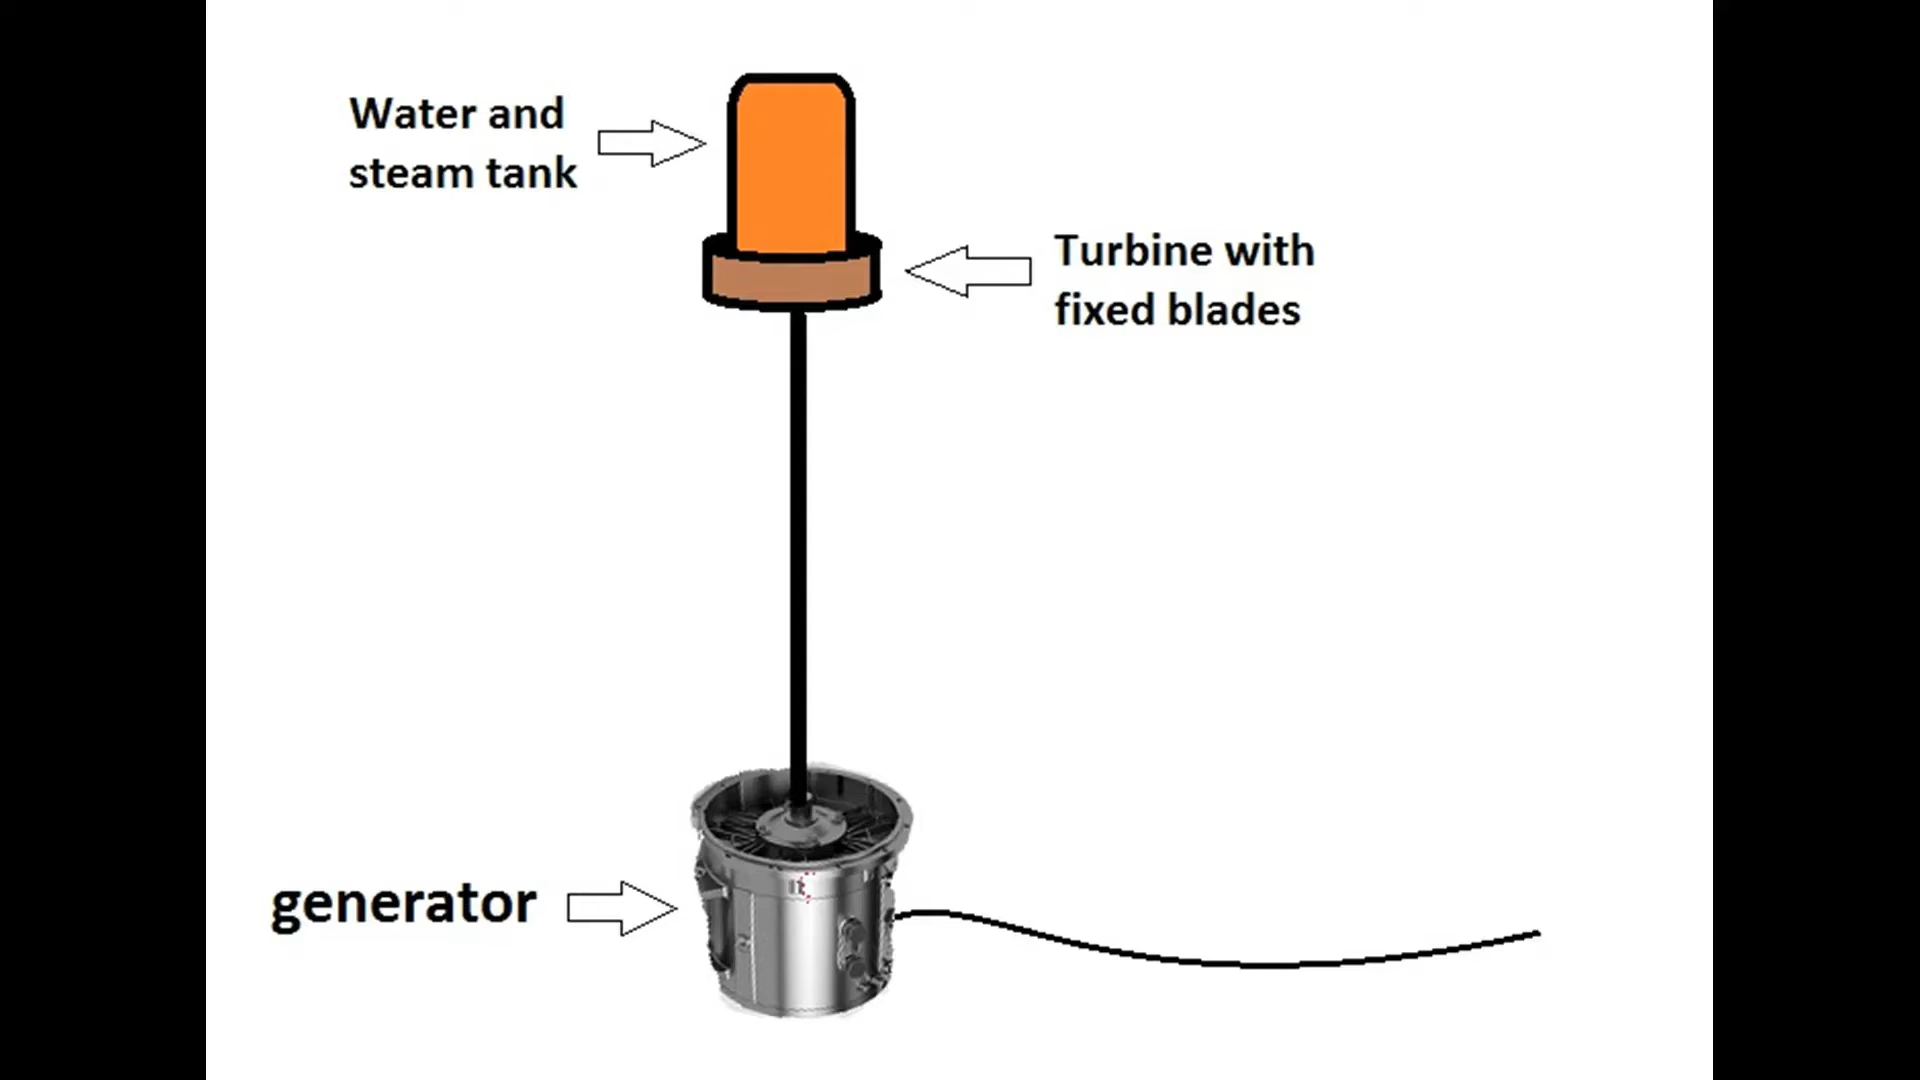 Water and
steam tank
Turbine with
fixed blades
generator